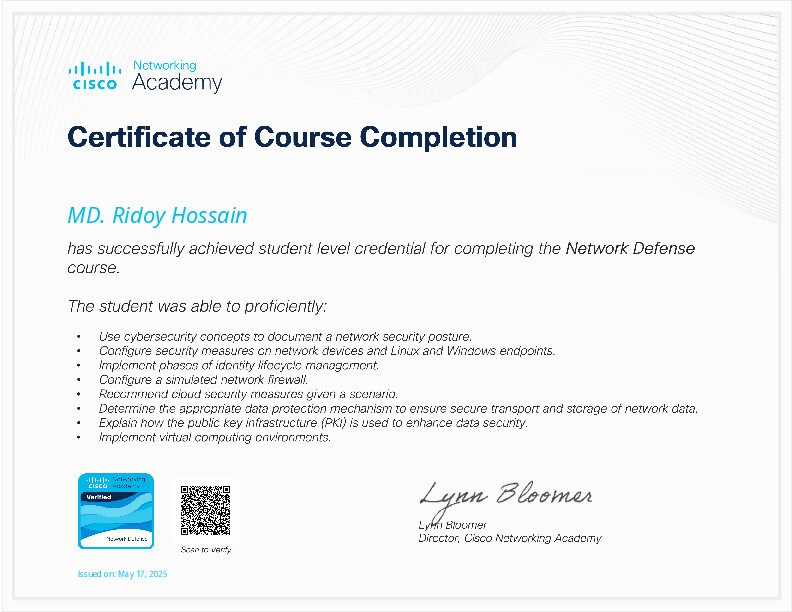 Networking
CISCO Academy
Certificate of Course Completion
MD. Ridoy Hossain
has successfully achieved student level credential for completing the Network Defense
course.
The student was able to proficiently:
• Use cybersecurity concepts to document a network security posture.
• Configure security measures on network devices and Linux and Windows endpoints.
• Implement phases of identity lifecycle management.
• Configure a simulated network firewall.
• Recommend cloud security measures given a scenario.
• Determine the appropriate data protection mechanism to ensure secure transport and storage of network data.
• Explain how the public key infrastructure (PKI) is used to enhance data security.
• Implement virtual computing environments.
Networking
CISCO Academy
Verified
Network Defense
Scan to Verify
Lynn Bloomer
Lynn Bloomer
Director, Cisco Networking Academy
Issued on: May 17, 2025